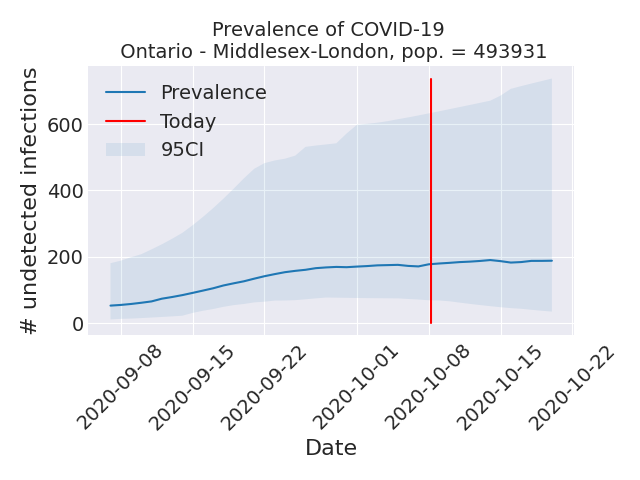 Prevalence of COVID-19
Ontario - Middlesex-London, pop. = 493931
# undetected infections
600
400
200
0
Prevalence
Today
95CI
2020-09-08
2020-09-15
2020-09-22
2020-10-01
2020-10-08
2020-10-15
2020-10-22
Date